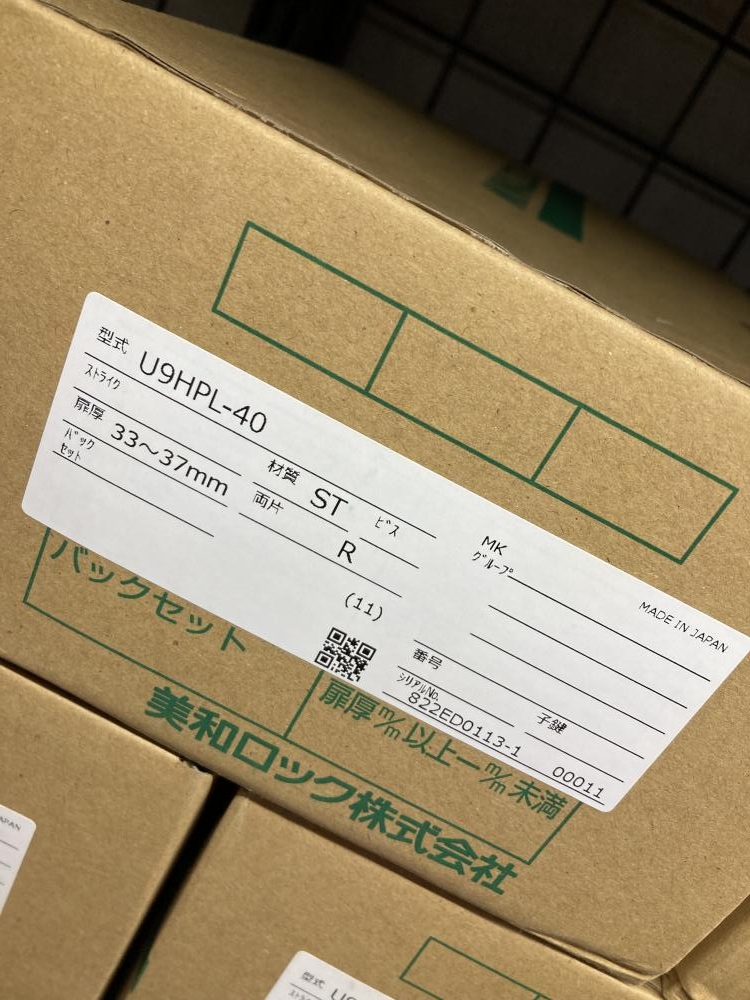 型式 U9HPL-40
ストライク 材質 ST ビス
扉厚 33～37mm 両片 R
バックセット
MK
グループ
MADE IN JAPAN
(11)
番号
シリアルNo. 子鍵
822ED0113-1 00011
バックセット
扉厚m/m以上ーm/m未満
美和ロック株式会社
型式